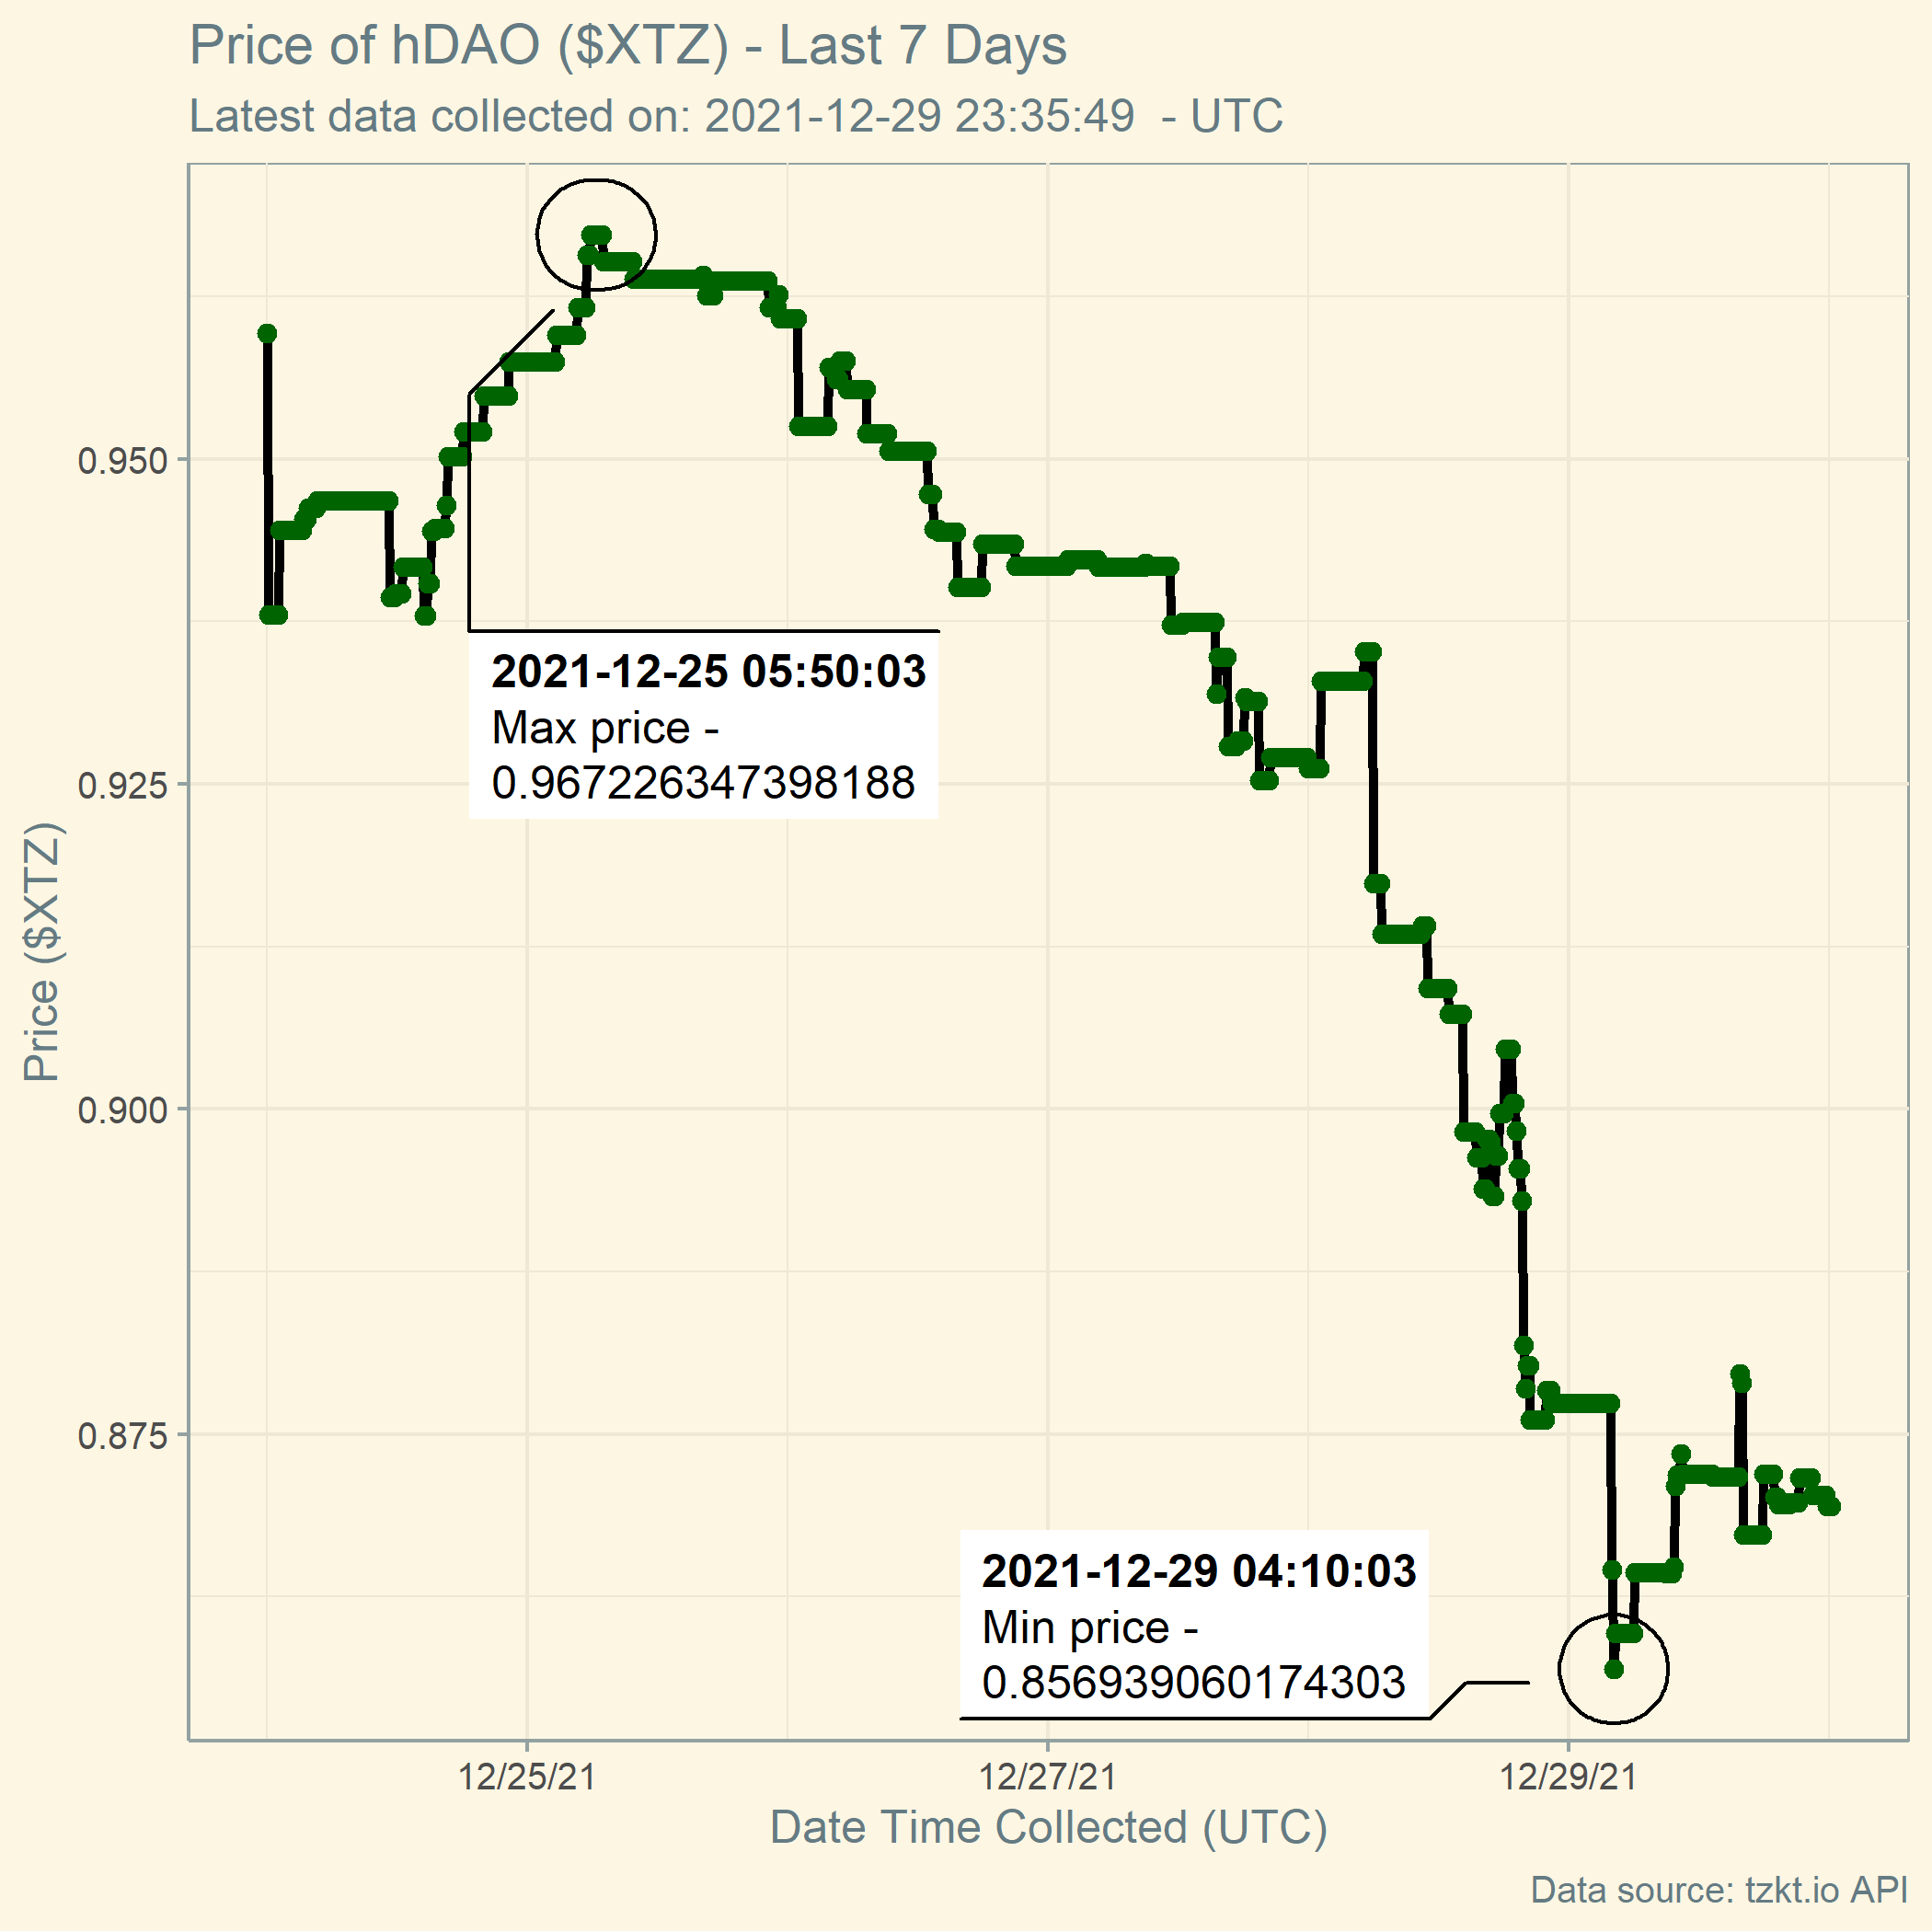 Price of hDAO ($XTZ) - Last 7 Days
Latest data collected on: 2021-12-29 23:35:49  - UTC
Price ($XTZ)
0.950
0.925
0.900
0.875
2021-12-25 05:50:03
Max price -
0.967226347398188
2021-12-29 04:10:03
Min price -
0.856939060174303
12/25/21
12/27/21
12/29/21
Date Time Collected (UTC)
Data source: tzkt.io API